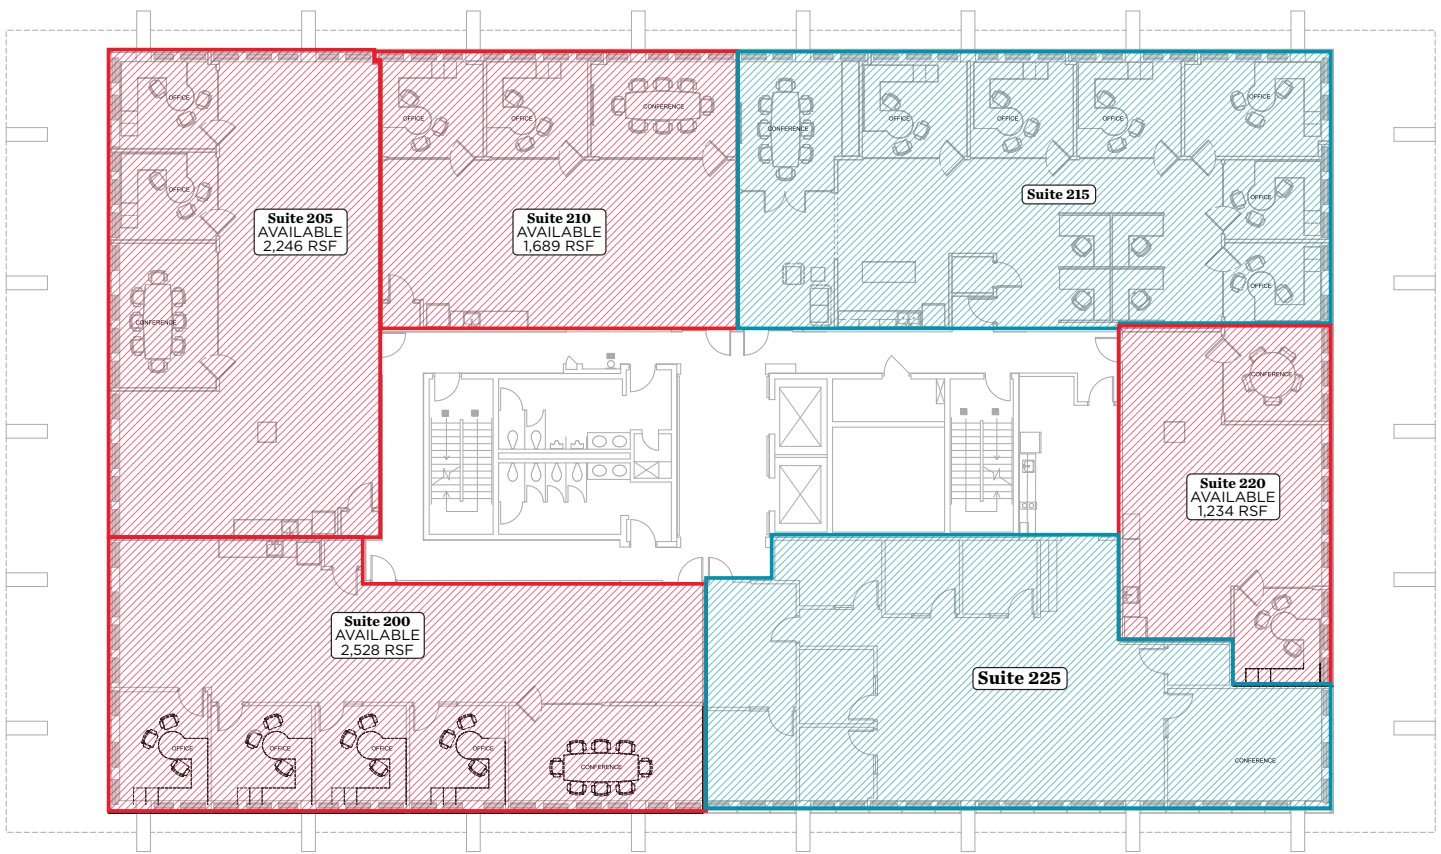 OFFICE
OFFICE
OFFICE
CONFERENCE
CONFERENCE
OFFICE
OFFICE
OFFICE
OFFICE
OFFICE
OFFICE
OFFICE
CONFERENCE
Suite 205
AVAILABLE
2,246 RSF
Suite 210
AVAILABLE
1,689 RSF
Suite 215
CONFERENCE
Suite 220
AVAILABLE
1,234 RSF
Suite 200
AVAILABLE
2,528 RSF
Suite 225
OFFICE
OFFICE
OFFICE
OFFICE
CONFERENCE
CONFERENCE